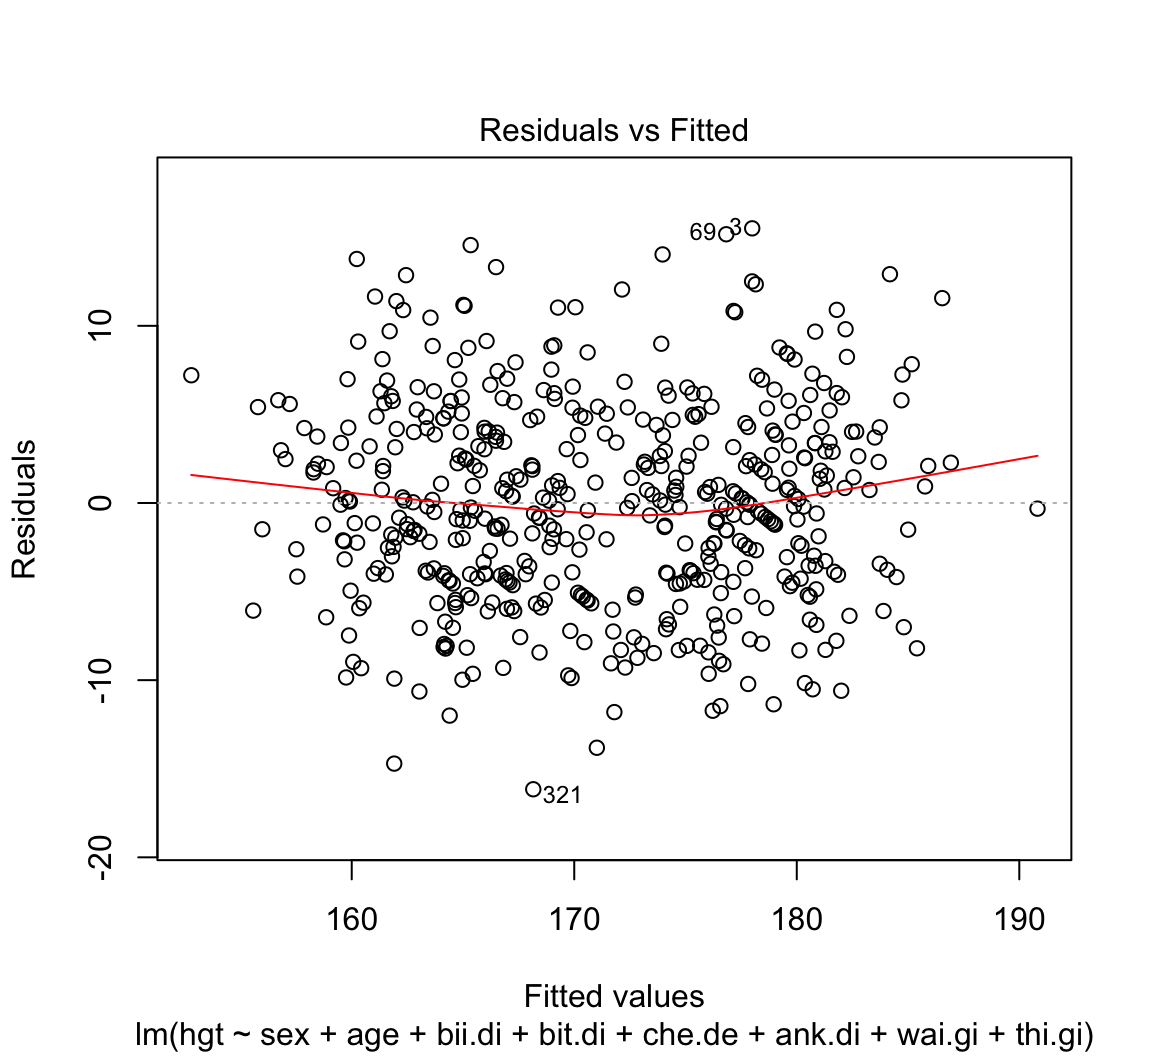 Residuals vs Fitted
Residuals
10
0
-10
-20
69
3
321
160 170 180 190
Fitted values
lm(hgt ~ sex + age + bii.di + bit.di + che.de + ank.di + wai.gi + thi.gi)